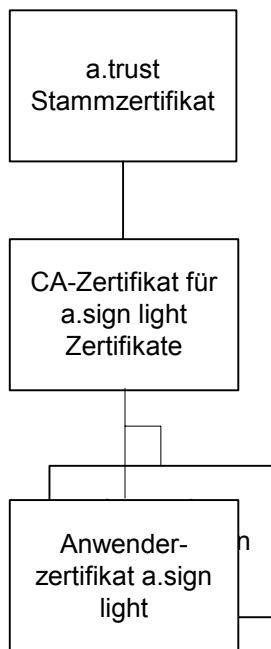 a.trust
Stammzertifikat
CA-Zertifikat für
a.sign light
Zertifikate
Anwender-
zertifikat a.sign
light